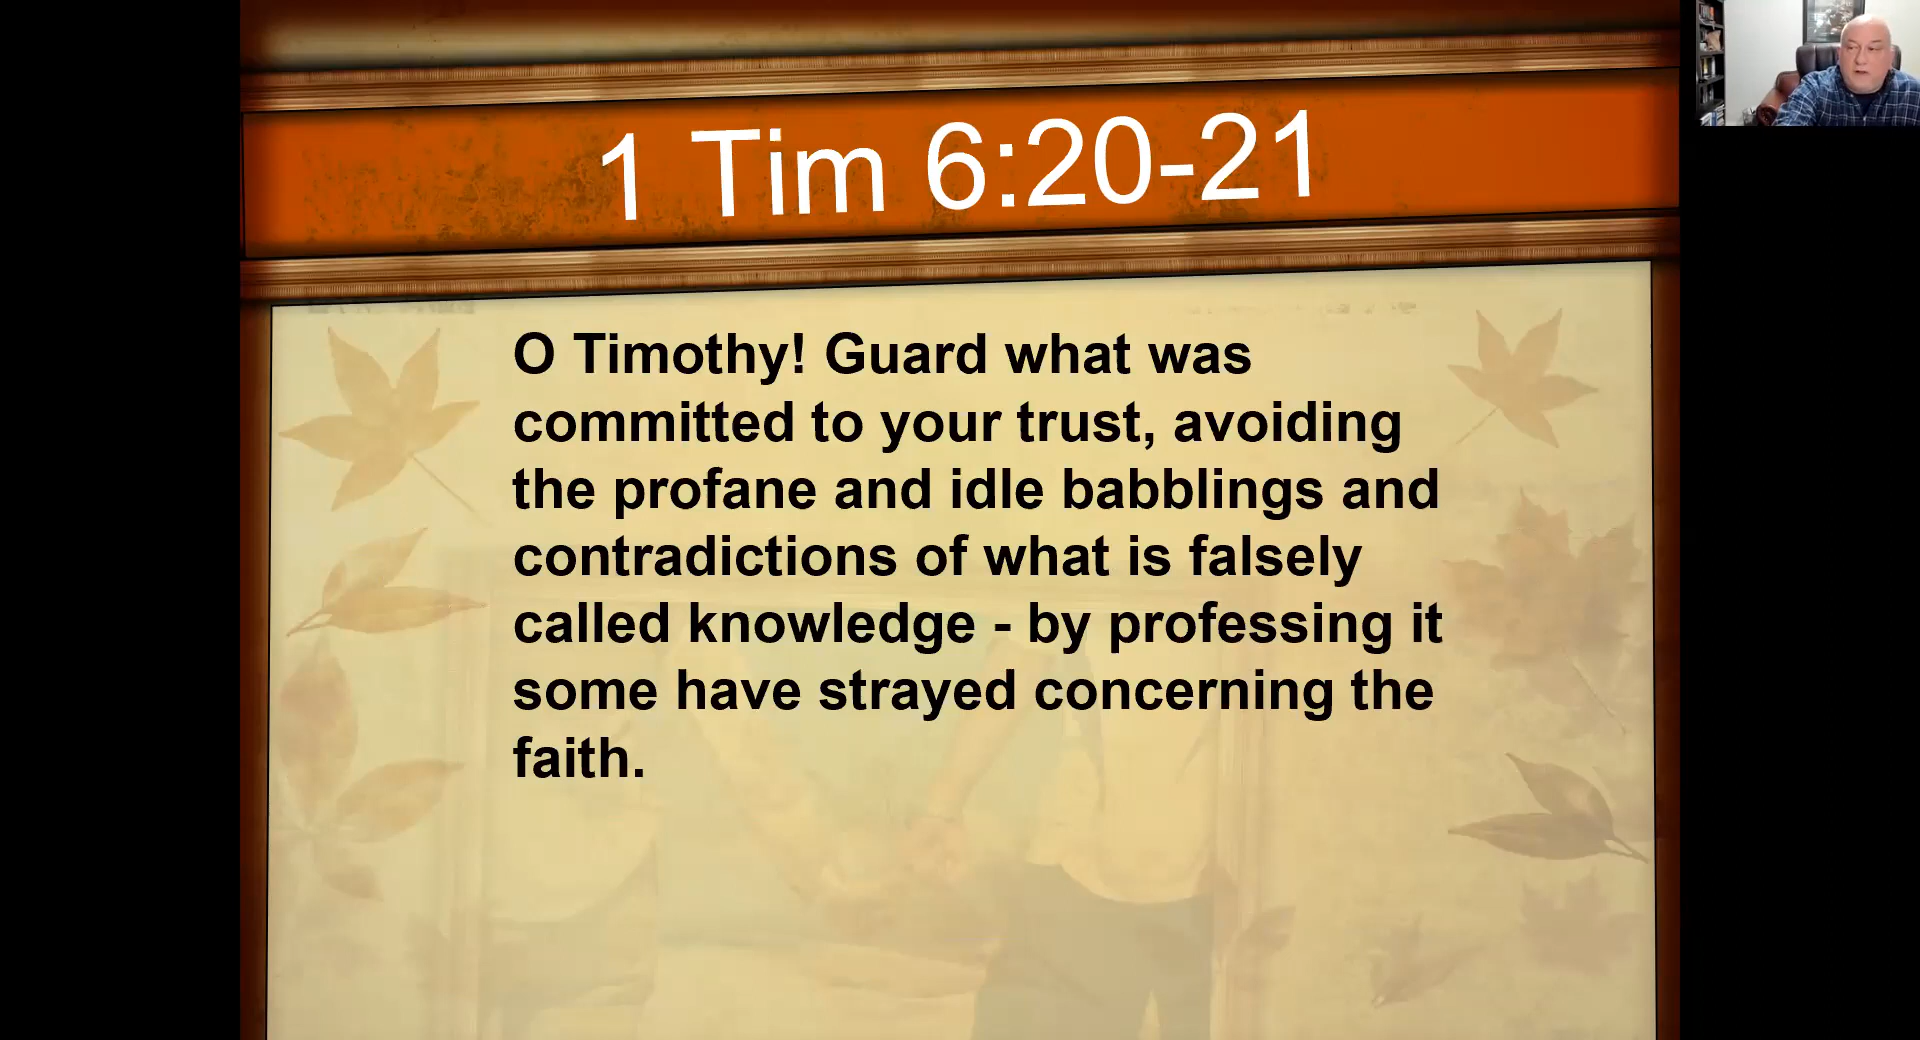 1 Tim 6:20-21
O Timothy! Guard what was
committed to your trust, avoiding
the profane and idle babblings and
contradictions of what is falsely
called knowledge - by professing it
some have strayed concerning the
faith.